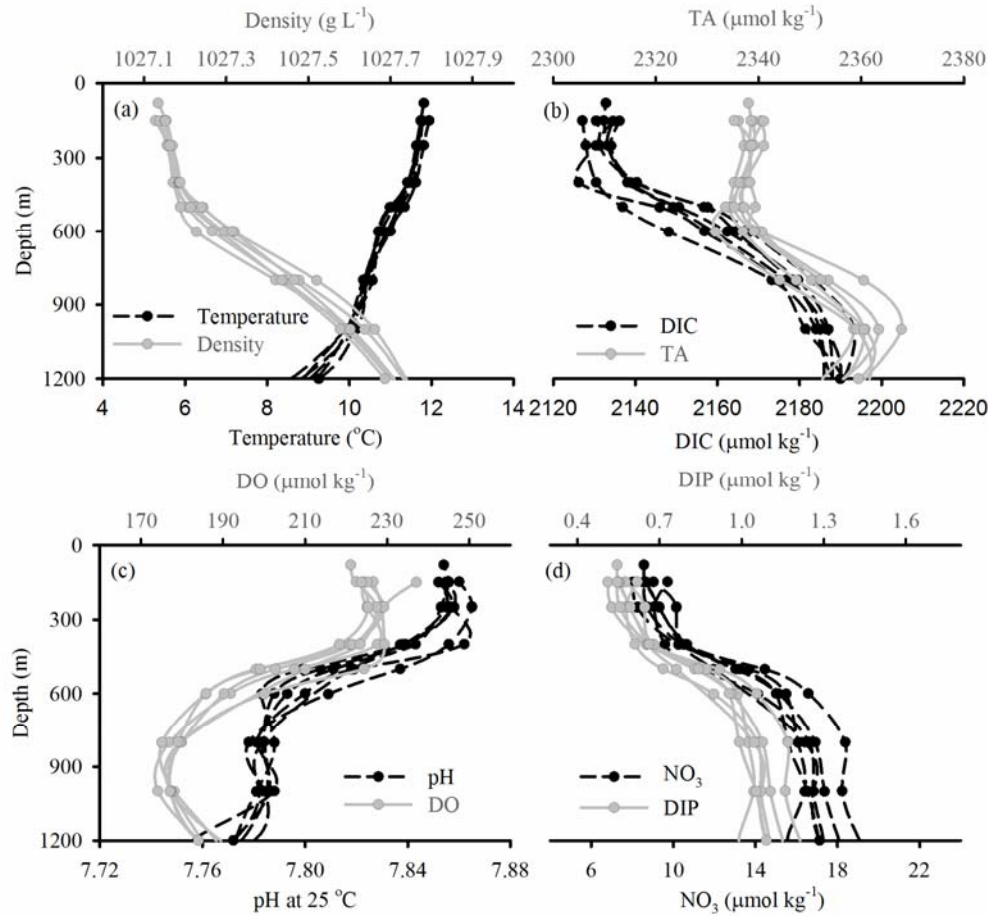 Density (g L⁻¹)
1027.1 1027.3 1027.5 1027.7 1027.9
TA (μmol kg⁻¹)
2300 2320 2340 2360 2380
0
300
600
900
1200
Depth (m)
(a)
Temperature
Density
4 6 8 10 12 14
Temperature (°C)
(b)
DIC
TA
2120 2140 2160 2180 2200 2220
DIC (μmol kg⁻¹)
DO (μmol kg⁻¹)
170 190 210 230 250
DIP (μmol kg⁻¹)
0.4 0.7 1.0 1.3 1.6
0
300
600
900
1200
Depth (m)
(c)
pH
DO
7.72 7.76 7.80 7.84 7.88
pH at 25 °C
(d)
NO₃
DIP
6 10 14 18 22
NO₃ (μmol kg⁻¹)